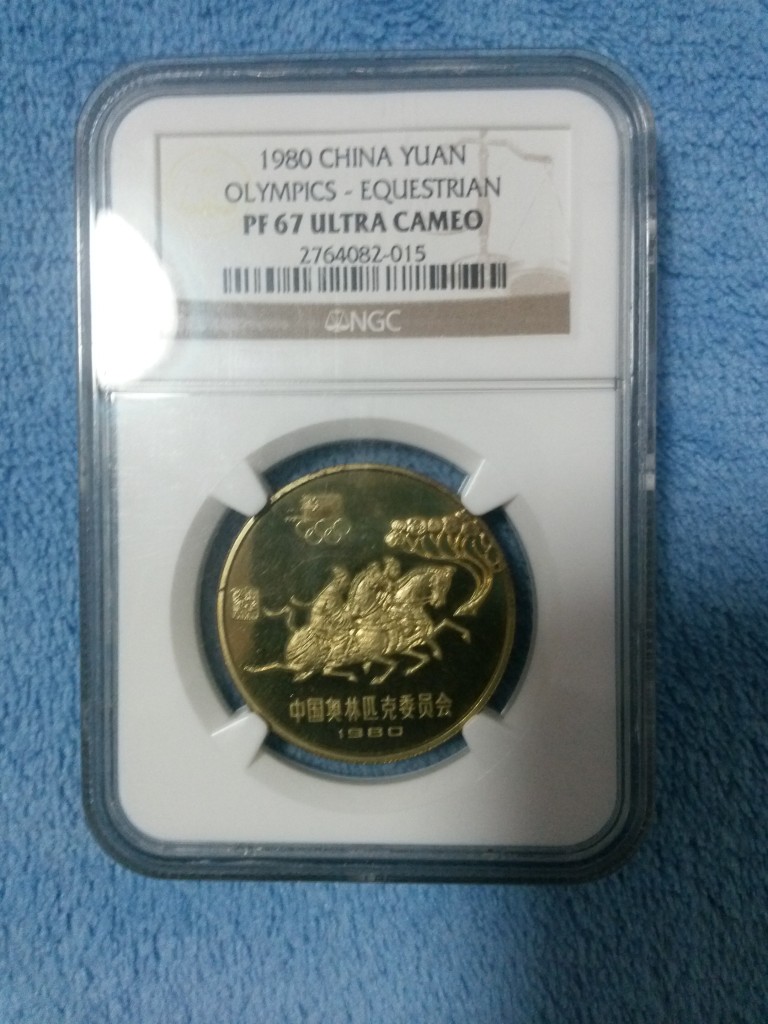 1980 CHINA YUAN
OLYMPICS - EQUESTRIAN
PF 67 ULTRA CAMEO
2764082-015
NGC
中国奥林匹克委员会
1980